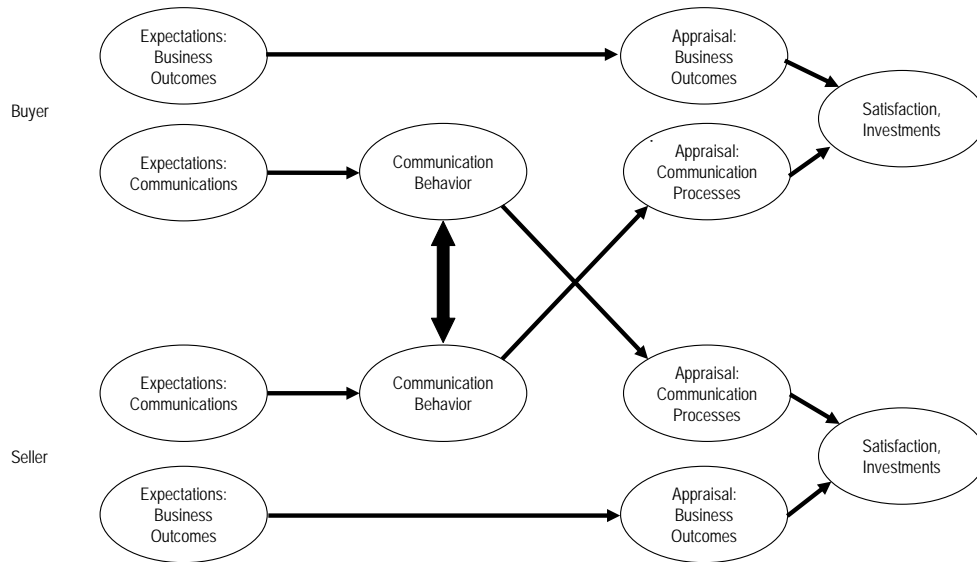 Expectations:
Business
Outcomes
Appraisal:
Business
Outcomes
Buyer
Satisfaction,
Investments
Expectations:
Communications
Communication
Behavior
Appraisal:
Communication
Processes
Expectations:
Communications
Communication
Behavior
Appraisal:
Communication
Processes
Seller
Satisfaction,
Investments
Expectations:
Business
Outcomes
Appraisal:
Business
Outcomes